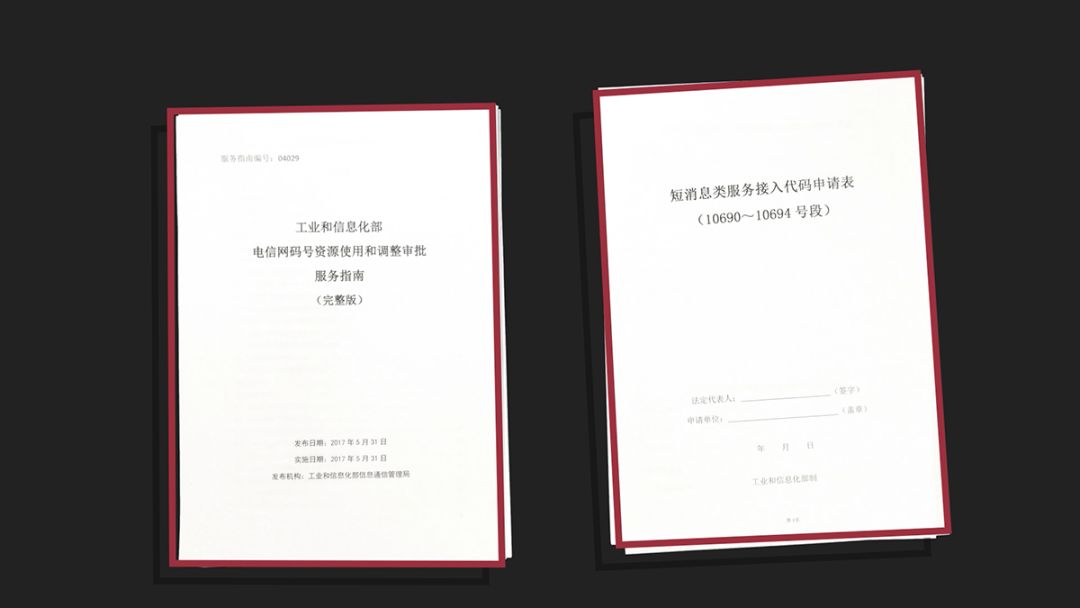 服务指南编号：04029
工业和信息化部
电信网码号资源使用和调整审批
服务指南
（完整版）
发布日期：2017 年 5 月 31 日
实施日期：2017 年 5 月 31 日
发布机构：工业和信息化部信息通信管理局
短消息类服务接入代码申请表
（10690～10694 号段）
法定代表人：（签字）
申请单位：（盖章）
年 月 日
工业和信息化部制